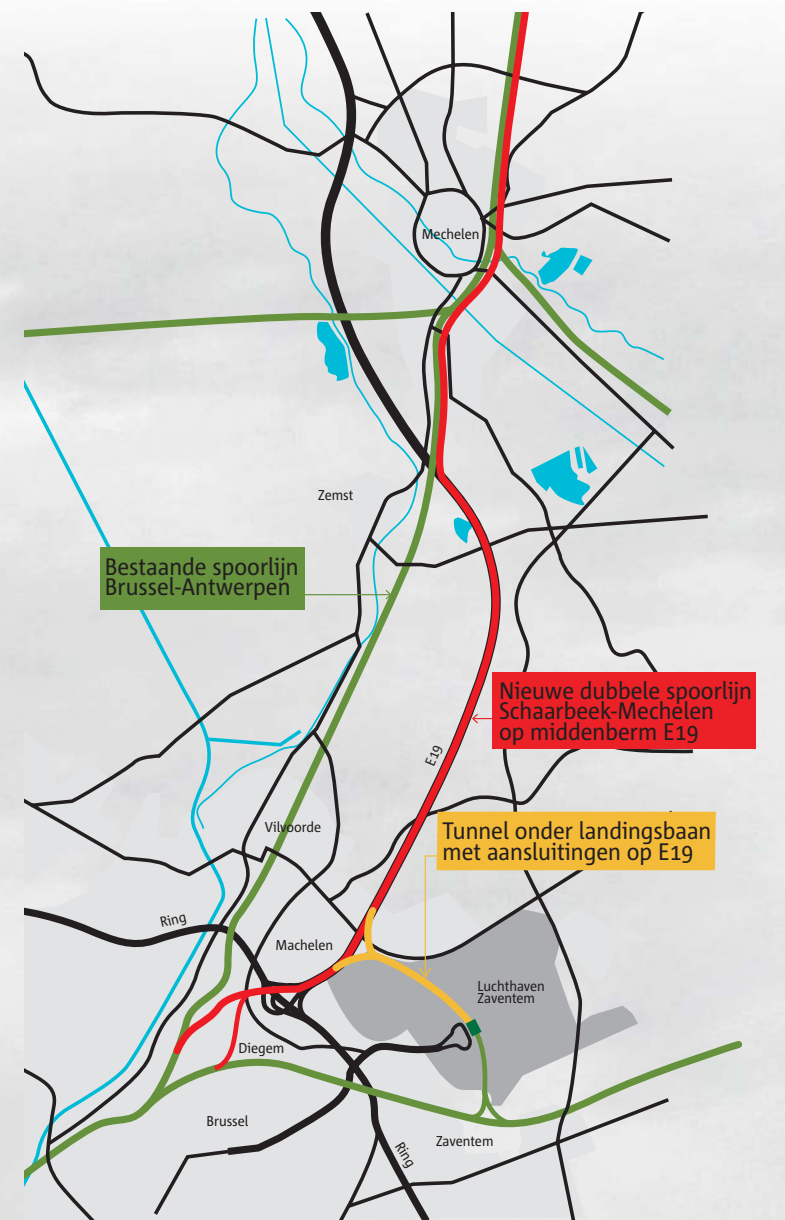 Mechelen
Zemst
Bestaande spoorlijn
Brussel-Antwerpen
Nieuwe dubbele spoorlijn
Schaarbeek-Mechelen
op middenberm E19
E19
Vilvoorde
Tunnel onder landingsbaan
met aansluitingen op E19
Ring
Machelen
Luchthaven
Zaventem
Diegem
Brussel
Zaventem
Ring